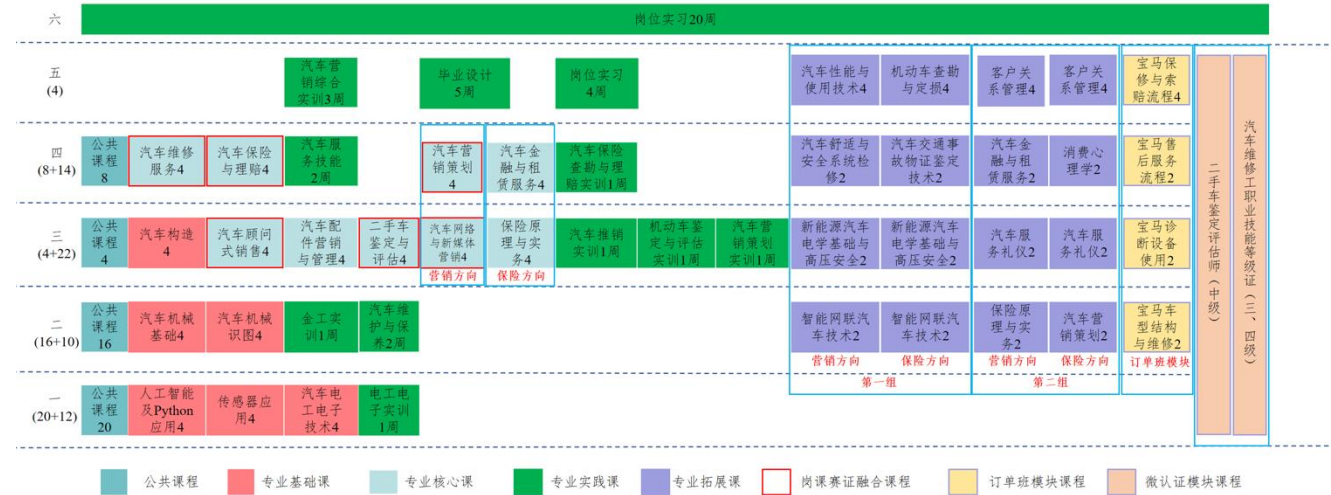 六
岗位实习20周
五
(4)
汽车营
销综合
实训3周
毕业设计
5周
岗位实习
4周
汽车性能与
使用技术4
机动车查勘
与定损4
客户关
系管理4
客户关
系管理4
宝马保
修与索
赔流程4
四
(8+14)
公共
课程
8
汽车维修
服务4
汽车保险
与理赔4
汽车服
务技能
2周
汽车营
销策划
4
汽车金
融与租
赁服务4
汽车保险
查勘与理
赔实训1周
汽车舒适与
安全系统检
修2
汽车交通事
故物证鉴定
技术2
汽车金
融与租
赁服务2
消费心
理学2
宝马售
后服务
流程2
三
(4+22)
公共
课程
4
汽车构造
4
汽车顾问
式销售4
汽车配
件营销
与管理4
二手车
鉴定与
评估4
汽车网络
与新媒体
营销4
保险原
理与实
务4
汽车推销
实训1周
机动车鉴
定与评估
实训1周
汽车营
销策划
实训1周
新能源汽车
电学基础与
高压安全2
新能源汽车
电学基础与
高压安全2
汽车服
务礼仪2
汽车服
务礼仪2
宝马诊
断设备
使用2
营销方向
保险方向
二
(16+10)
公共
课程
16
汽车机械
基础4
汽车机械
识图4
金工实
训1周
汽车维
护与保
养2周
智能网联汽
车技术2
智能网联汽
车技术2
保险原
理与实
务2
汽车营
销策划2
宝马车
型结构
与维修2
营销方向
保险方向
营销方向
保险方向
订单班模块
第一组
第二组
一
(20+12)
公共
课程
20
人工智能
及Python
应用4
传感器应
用4
汽车电
工电子
技术4
电工电
子实训
1周
二手车鉴定评估师（中级）
汽车维修工职业技能等级证（三、四级）
公共课程
专业基础课
专业核心课
专业实践课
专业拓展课
岗课赛证融合课程
订单班模块课程
微认证模块课程